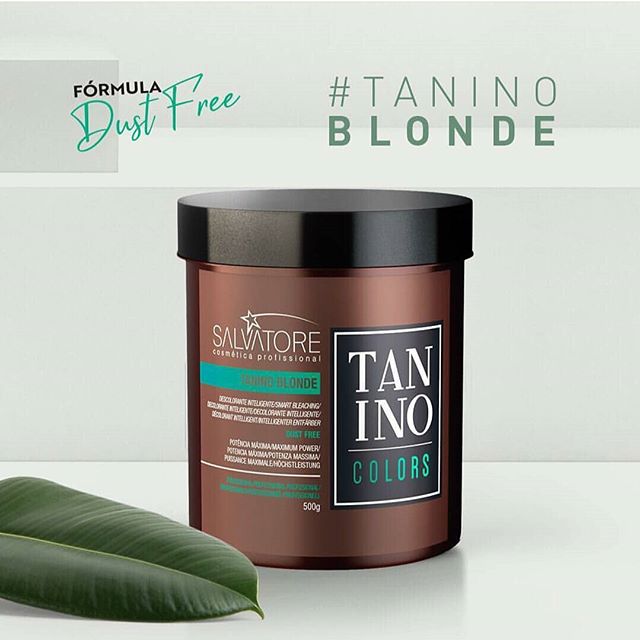 FÓRMULA
Dust Free
#TANINO
BLONDE
SALVATORE
cosmética profissional
TANINO BLONDE
DESCOLORANTE INTELIGENTE/SMART BLEACHING/
DECOLORANTE INTELIGENTE/DECOLORANTE INTELLIGENTE/
DÉCOLORANT INTELLIGENT/INTELLIGENTER ENTFÄRBER
DUST FREE
POTÊNCIA MÁXIMA/MAXIMUM POWER/
POTENCIA MÁXIMA/POTENZA MASSIMA/
PUISSANCE MAXIMALE/HÖCHSTLEISTUNG
500g
TAN
INO
COLORS